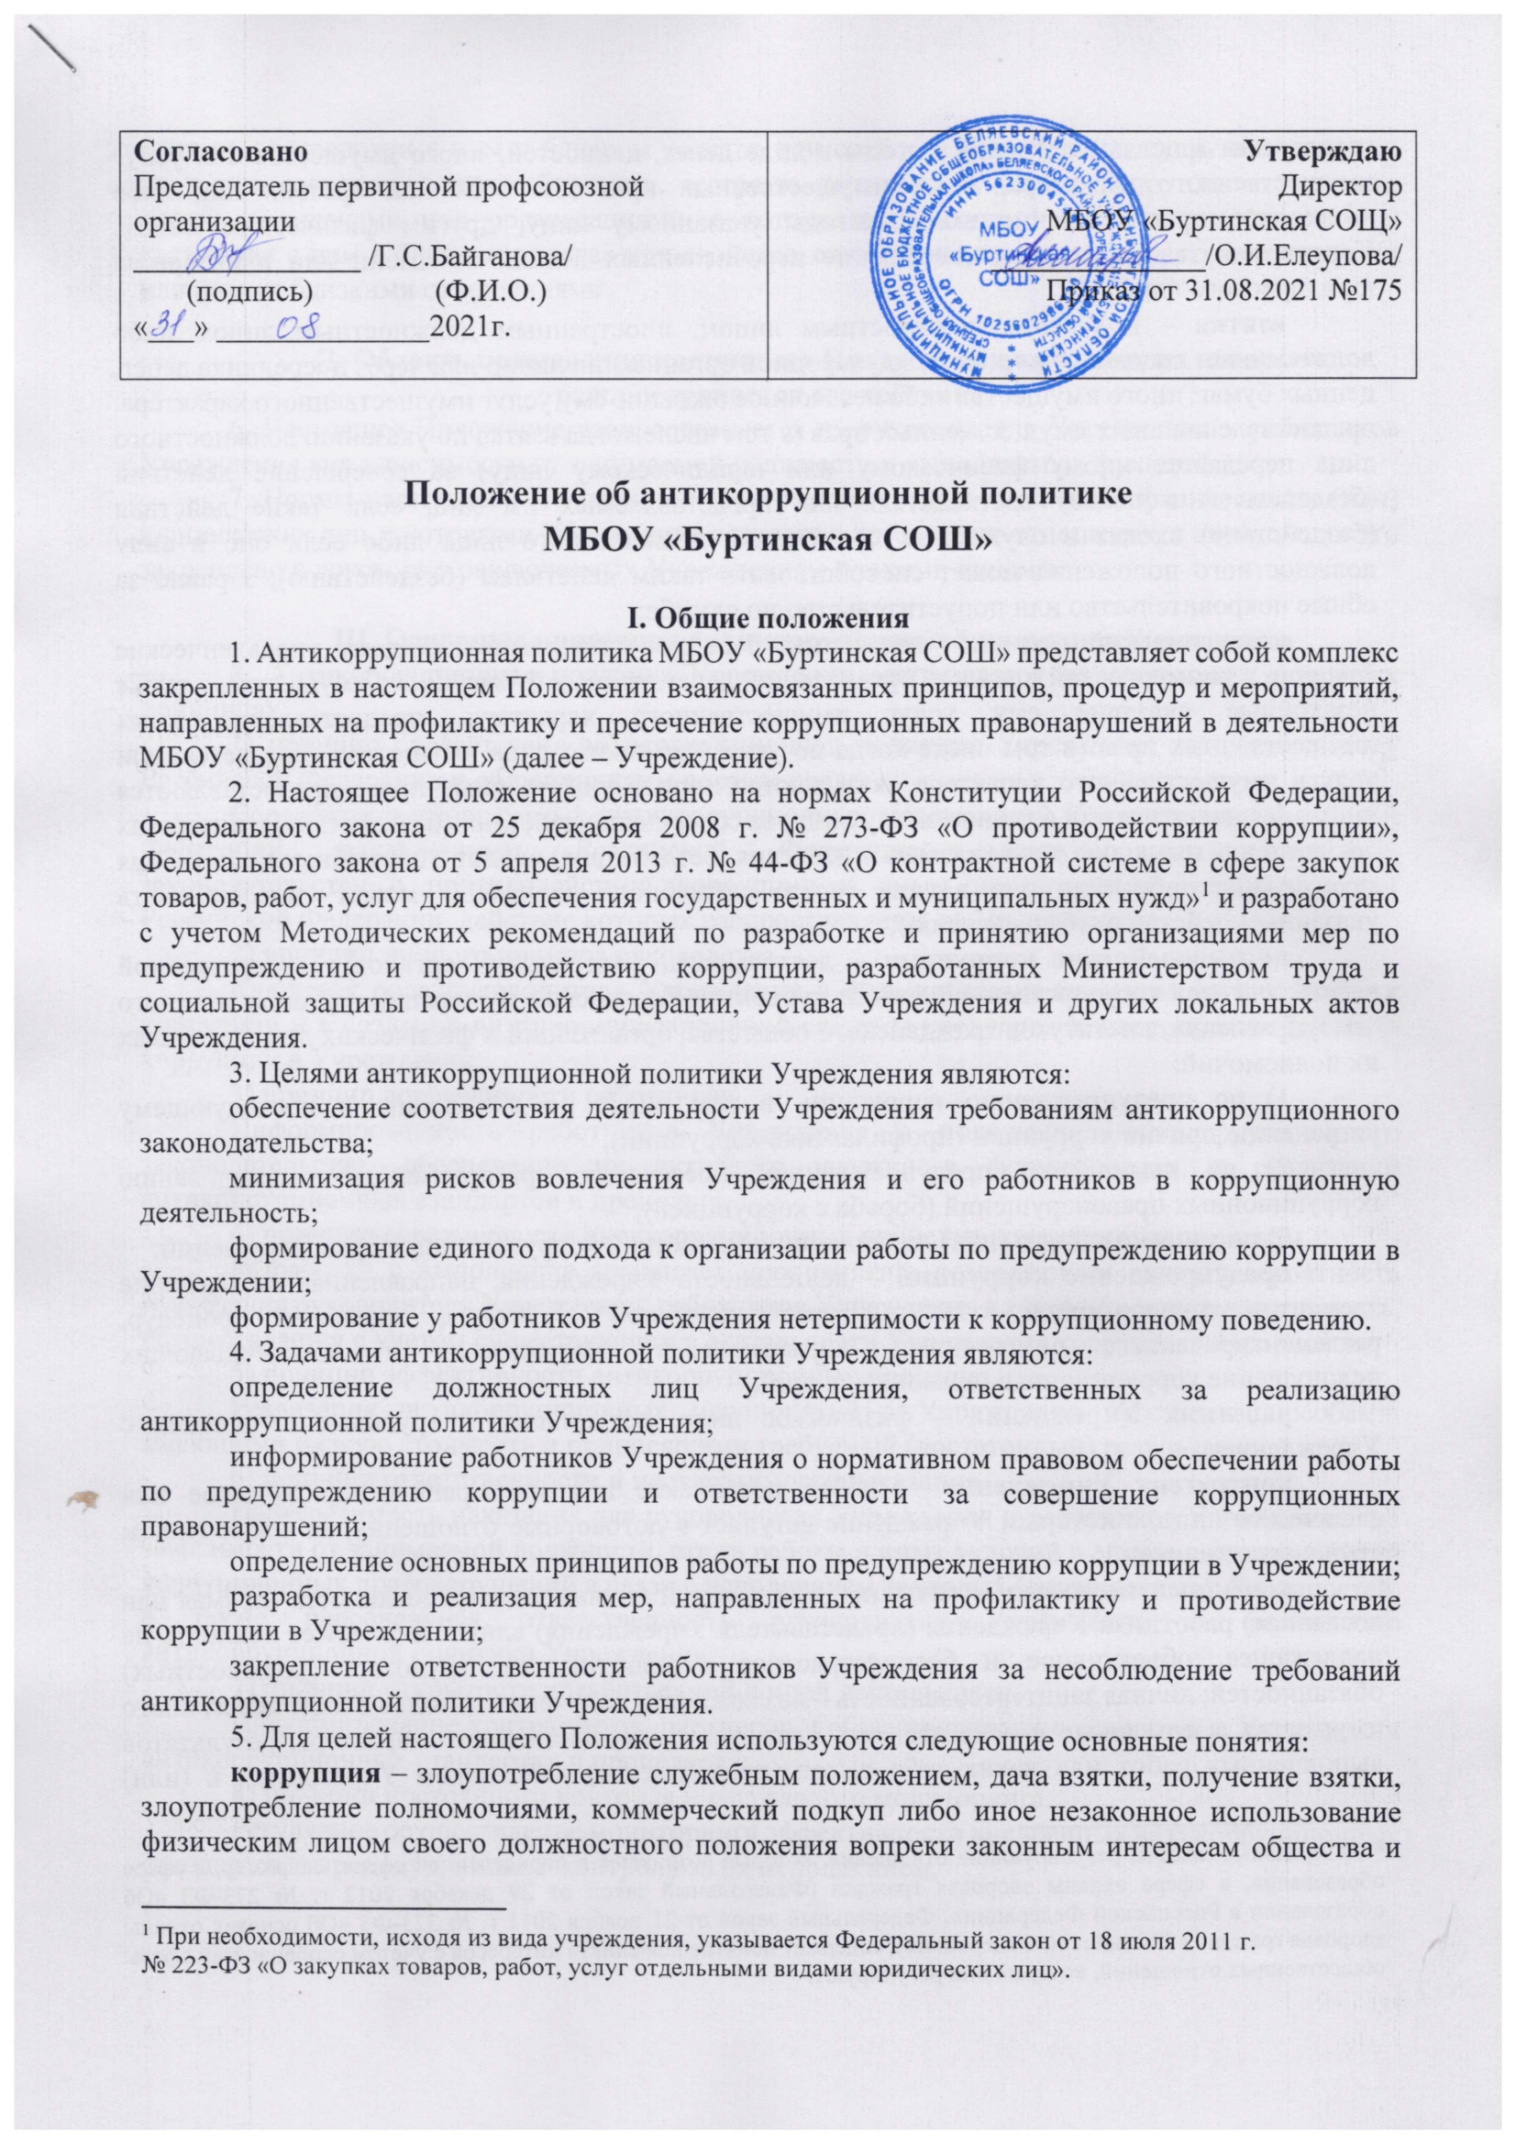 Согласовано
Председатель первичной профсоюзной
организации
/Г.С.Байганова/
(подпись) (Ф.И.О.)
«31» 08 2021г.
Утверждаю
Директор
МБОУ «Буртинская СОЩ»
/О.И.Елеупова/
Приказ от 31.08.2021 №175
МБОУ
«Буртинская
СОШ»
Положение об антикоррупционной политике
МБОУ «Буртинская СОШ»
I. Общие положения
1. Антикоррупционная политика МБОУ «Буртинская СОШ» представляет собой комплекс
закрепленных в настоящем Положении взаимосвязанных принципов, процедур и мероприятий,
направленных на профилактику и пресечение коррупционных правонарушений в деятельности
МБОУ «Буртинская СОШ» (далее – Учреждение).
2. Настоящее Положение основано на нормах Конституции Российской Федерации,
Федерального закона от 25 декабря 2008 г. № 273-ФЗ «О противодействии коррупции»,
Федерального закона от 5 апреля 2013 г. № 44-ФЗ «О контрактной системе в сфере закупок
товаров, работ, услуг для обеспечения государственных и муниципальных нужд»1 и разработано
с учетом Методических рекомендаций по разработке и принятию организациями мер по
предупреждению и противодействию коррупции, разработанных Министерством труда и
социальной защиты Российской Федерации, Устава Учреждения и других локальных актов
Учреждения.
3. Целями антикоррупционной политики Учреждения являются:
обеспечение соответствия деятельности Учреждения требованиям антикоррупционного
законодательства;
минимизация рисков вовлечения Учреждения и его работников в коррупционную
деятельность;
формирование единого подхода к организации работы по предупреждению коррупции в
Учреждении;
формирование у работников Учреждения нетерпимости к коррупционному поведению.
4. Задачами антикоррупционной политики Учреждения являются:
определение должностных лиц Учреждения, ответственных за реализацию
антикоррупционной политики Учреждения;
информирование работников Учреждения о нормативном правовом обеспечении работы
по предупреждению коррупции и ответственности за совершение коррупционных
правонарушений;
определение основных принципов работы по предупреждению коррупции в Учреждении;
разработка и реализация мер, направленных на профилактику и противодействие
коррупции в Учреждении;
закрепление ответственности работников Учреждения за несоблюдение требований
антикоррупционной политики Учреждения.
5. Для целей настоящего Положения используются следующие основные понятия:
коррупция – злоупотребление служебным положением, дача взятки, получение взятки,
злоупотребление полномочиями, коммерческий подкуп либо иное незаконное использование
физическим лицом своего должностного положения вопреки законным интересам общества и
1 При необходимости, исходя из вида учреждения, указывается Федеральный закон от 18 июля 2011 г.
№ 223-ФЗ «О закупках товаров, работ, услуг отдельными видами юридических лиц».